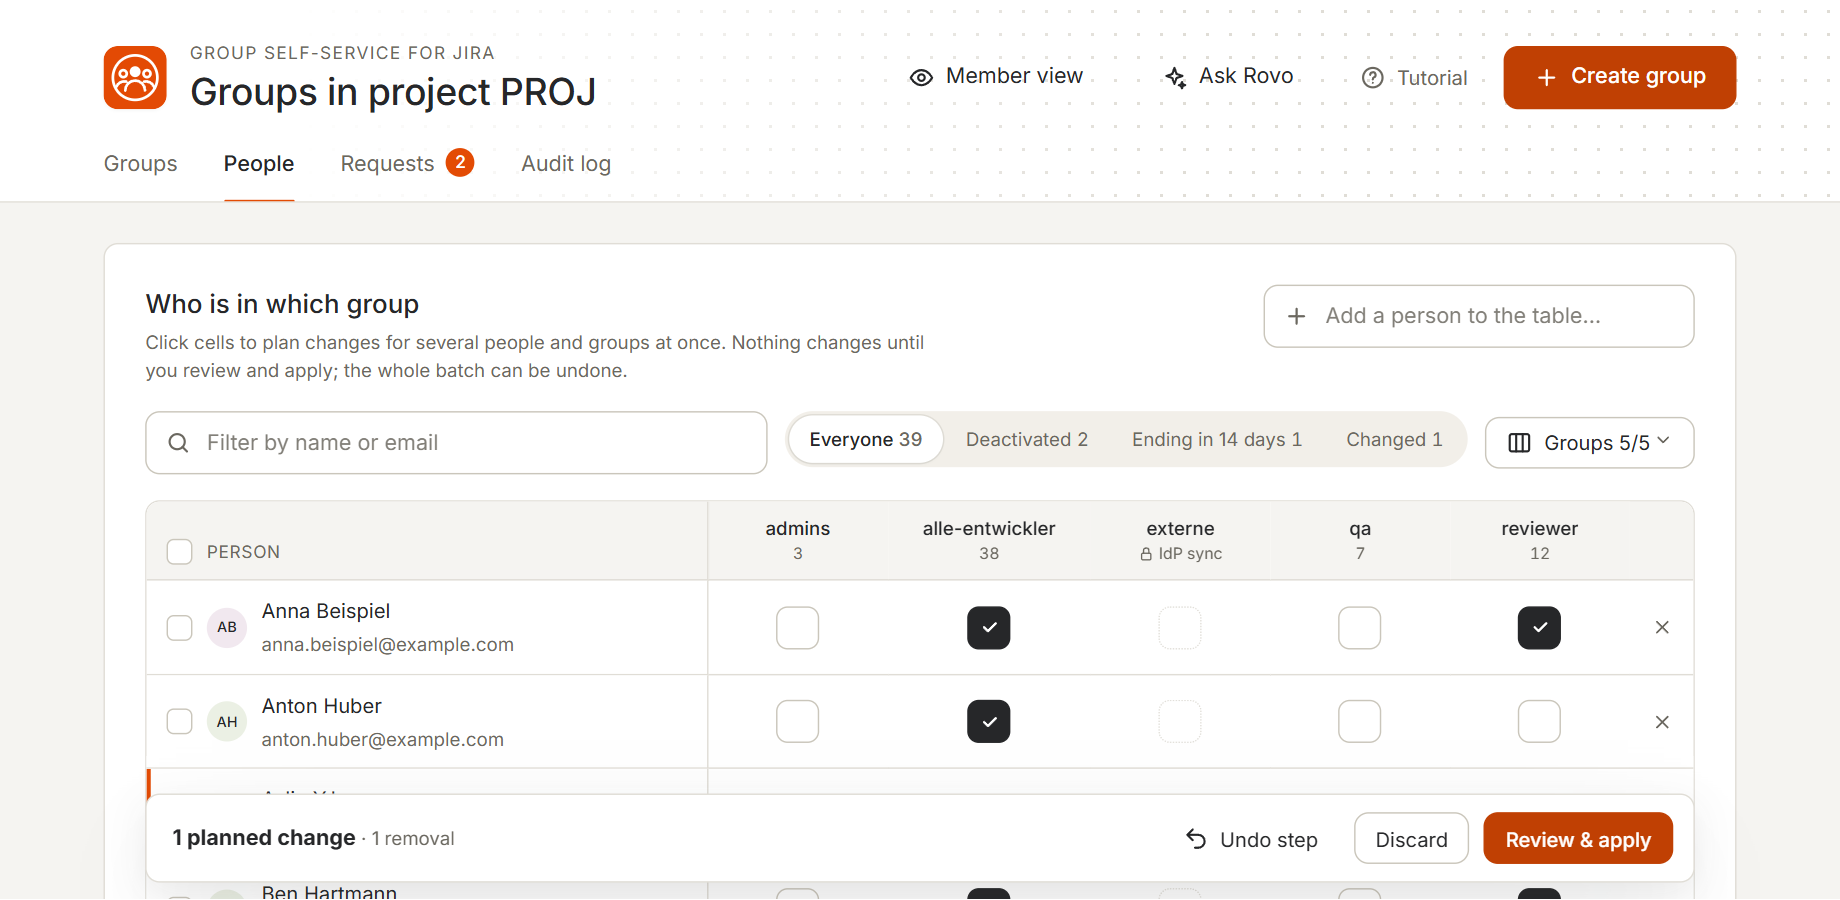 GROUP SELF-SERVICE FOR JIRA
Groups in project PROJ
Member view
Ask Rovo
Tutorial
Create group
Groups
People
Requests 2
Audit log
Who is in which group
Click cells to plan changes for several people and groups at once. Nothing changes until
you review and apply; the whole batch can be undone.
Add a person to the table...
Filter by name or email
Everyone 39
Deactivated 2
Ending in 14 days 1
Changed 1
Groups 5/5
PERSON
admins
3
alle-entwickler
38
externe
IdP sync
qa
7
reviewer
12
AB
Anna Beispiel
anna.beispiel@example.com
AH
Anton Huber
anton.huber@example.com
1 planned change · 1 removal
Undo step
Discard
Review & apply
Ben Hartmann